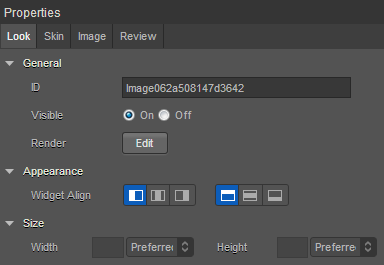 Properties
Look Skin Image Review
General
ID Image062a508147d3642
Visible On Off
Render Edit
Appearance
Widget Align
Size
Width Preferre Height Preferre